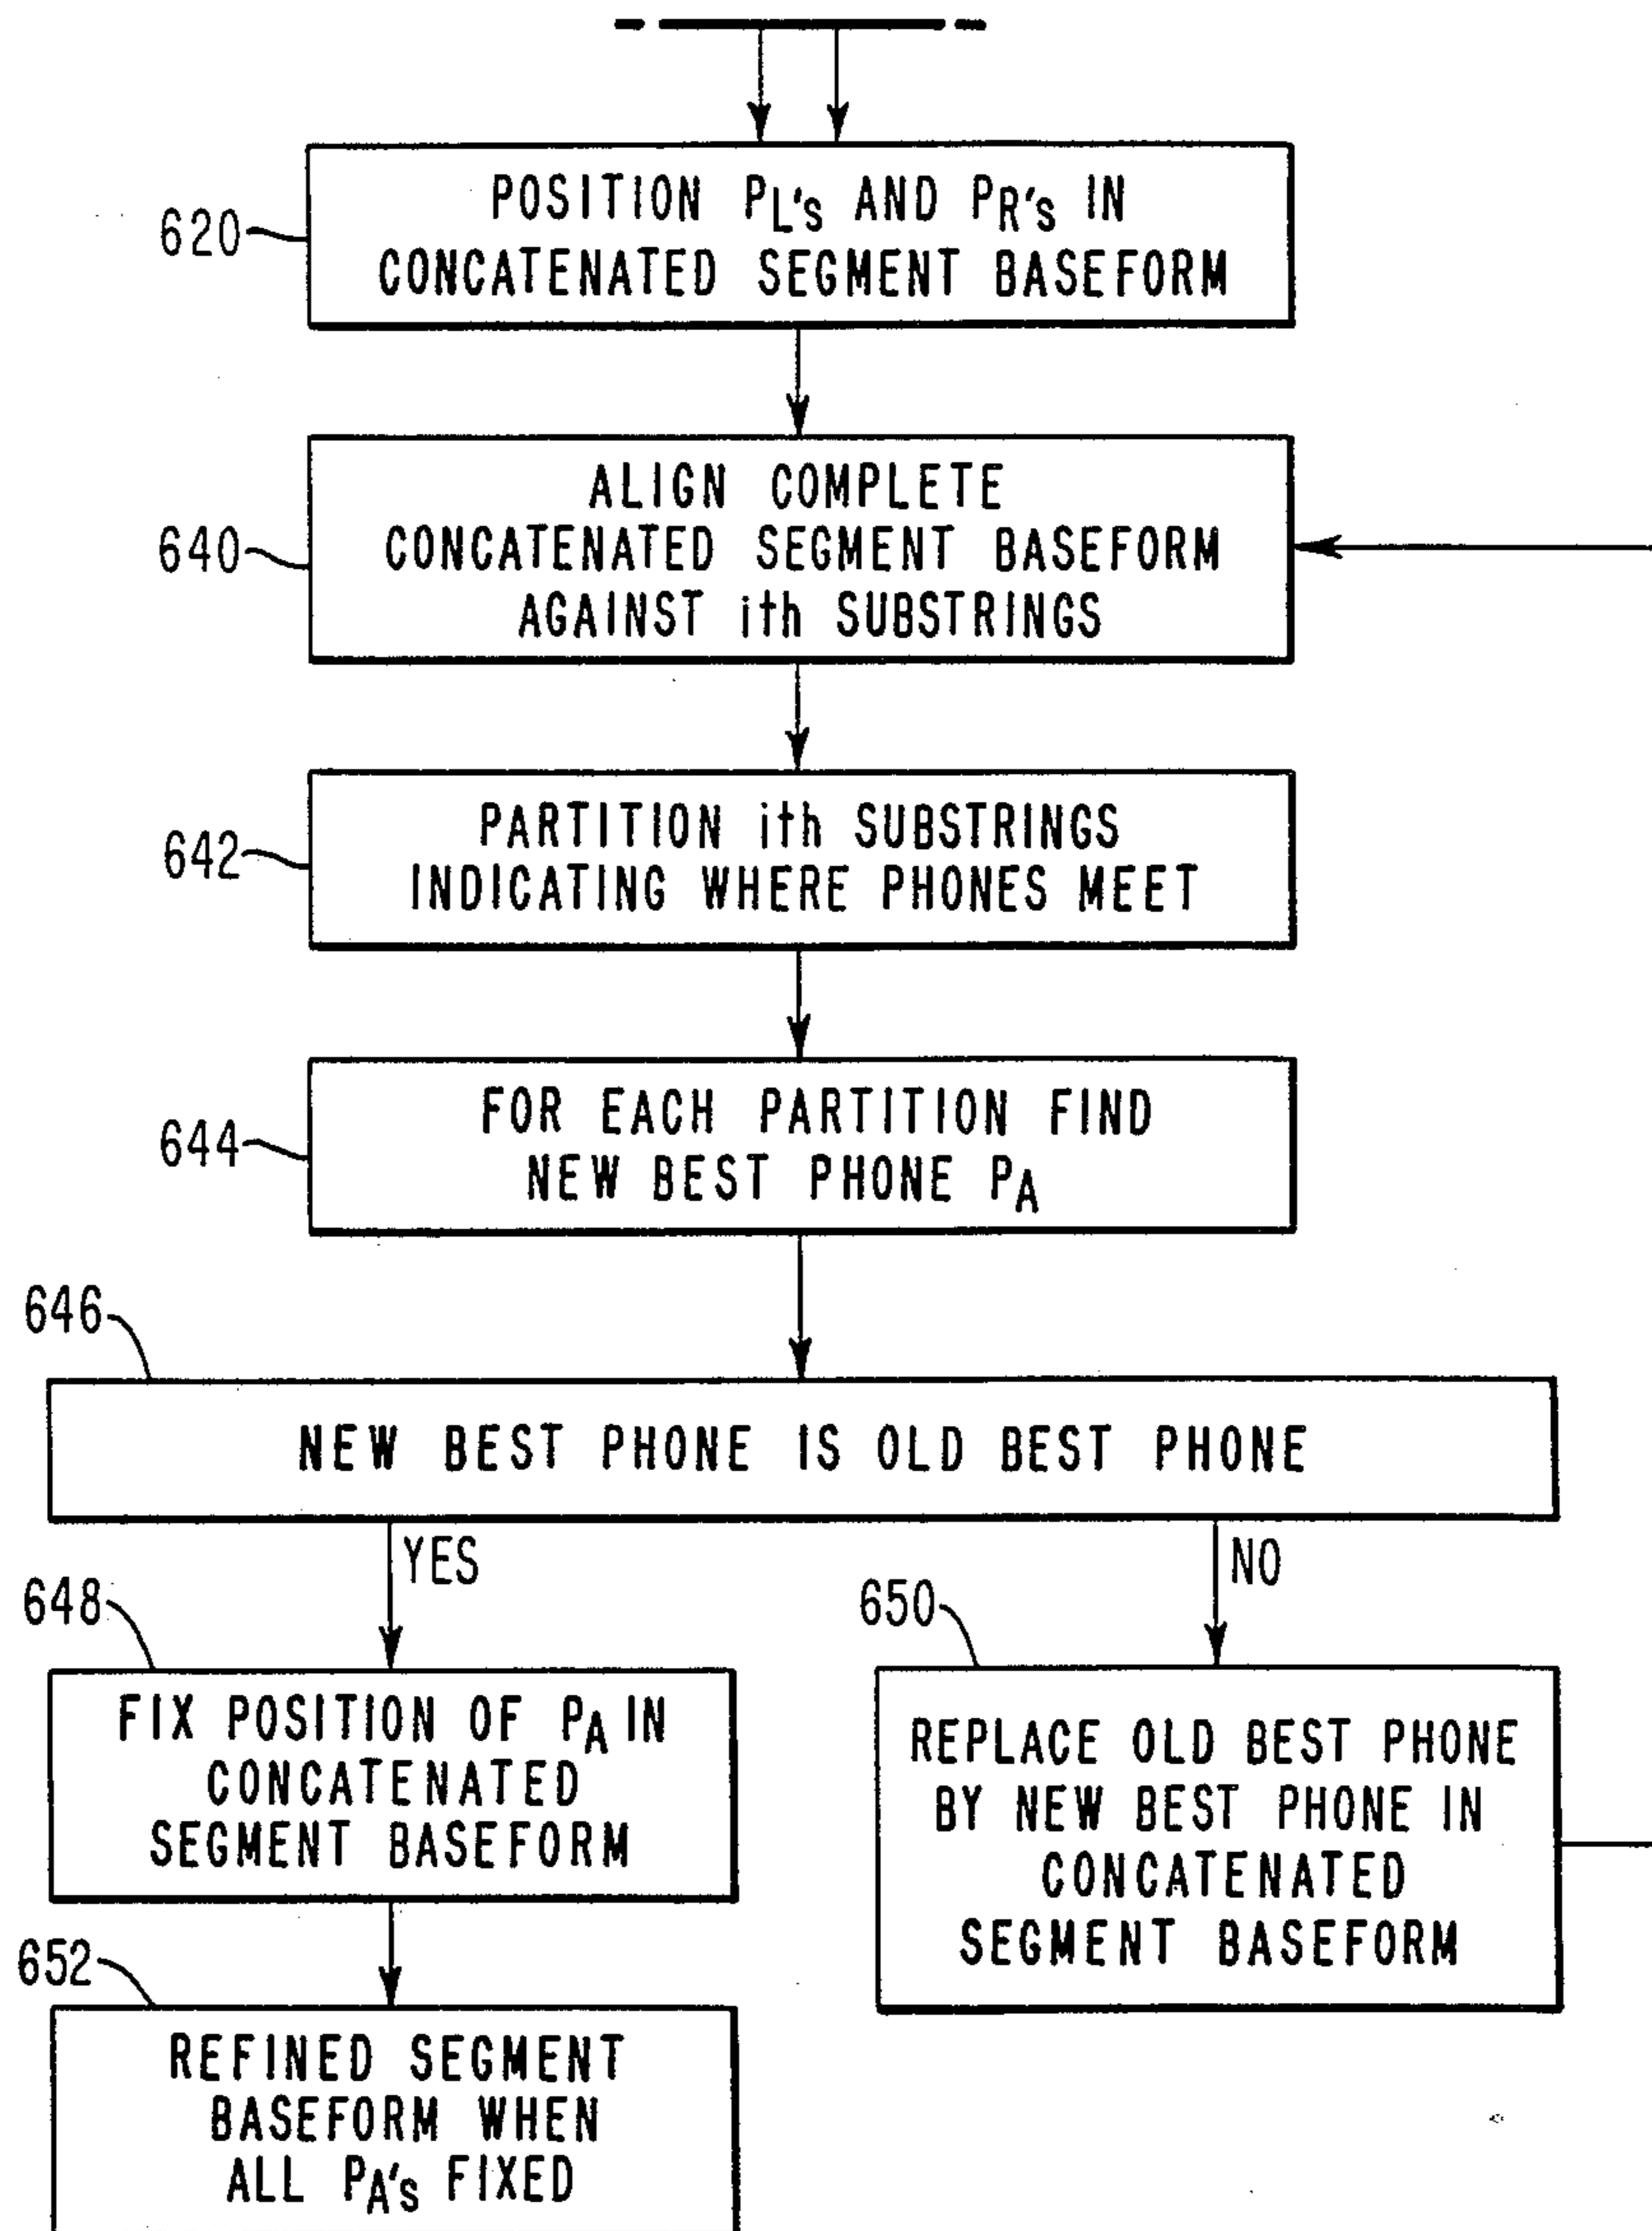 620
POSITION PL's AND PR's IN
CONCATENATED SEGMENT BASEFORM
640
ALIGN COMPLETE
CONCATENATED SEGMENT BASEFORM
AGAINST ith SUBSTRINGS
642
PARTITION ith SUBSTRINGS
INDICATING WHERE PHONES MEET
644
FOR EACH PARTITION FIND
NEW BEST PHONE PA
646
NEW BEST PHONE IS OLD BEST PHONE
YES
NO
648
FIX POSITION OF PA IN
CONCATENATED
SEGMENT BASEFORM
650
REPLACE OLD BEST PHONE
BY NEW BEST PHONE IN
CONCATENATED
SEGMENT BASEFORM
652
REFINED SEGMENT
BASEFORM WHEN
ALL PA's FIXED